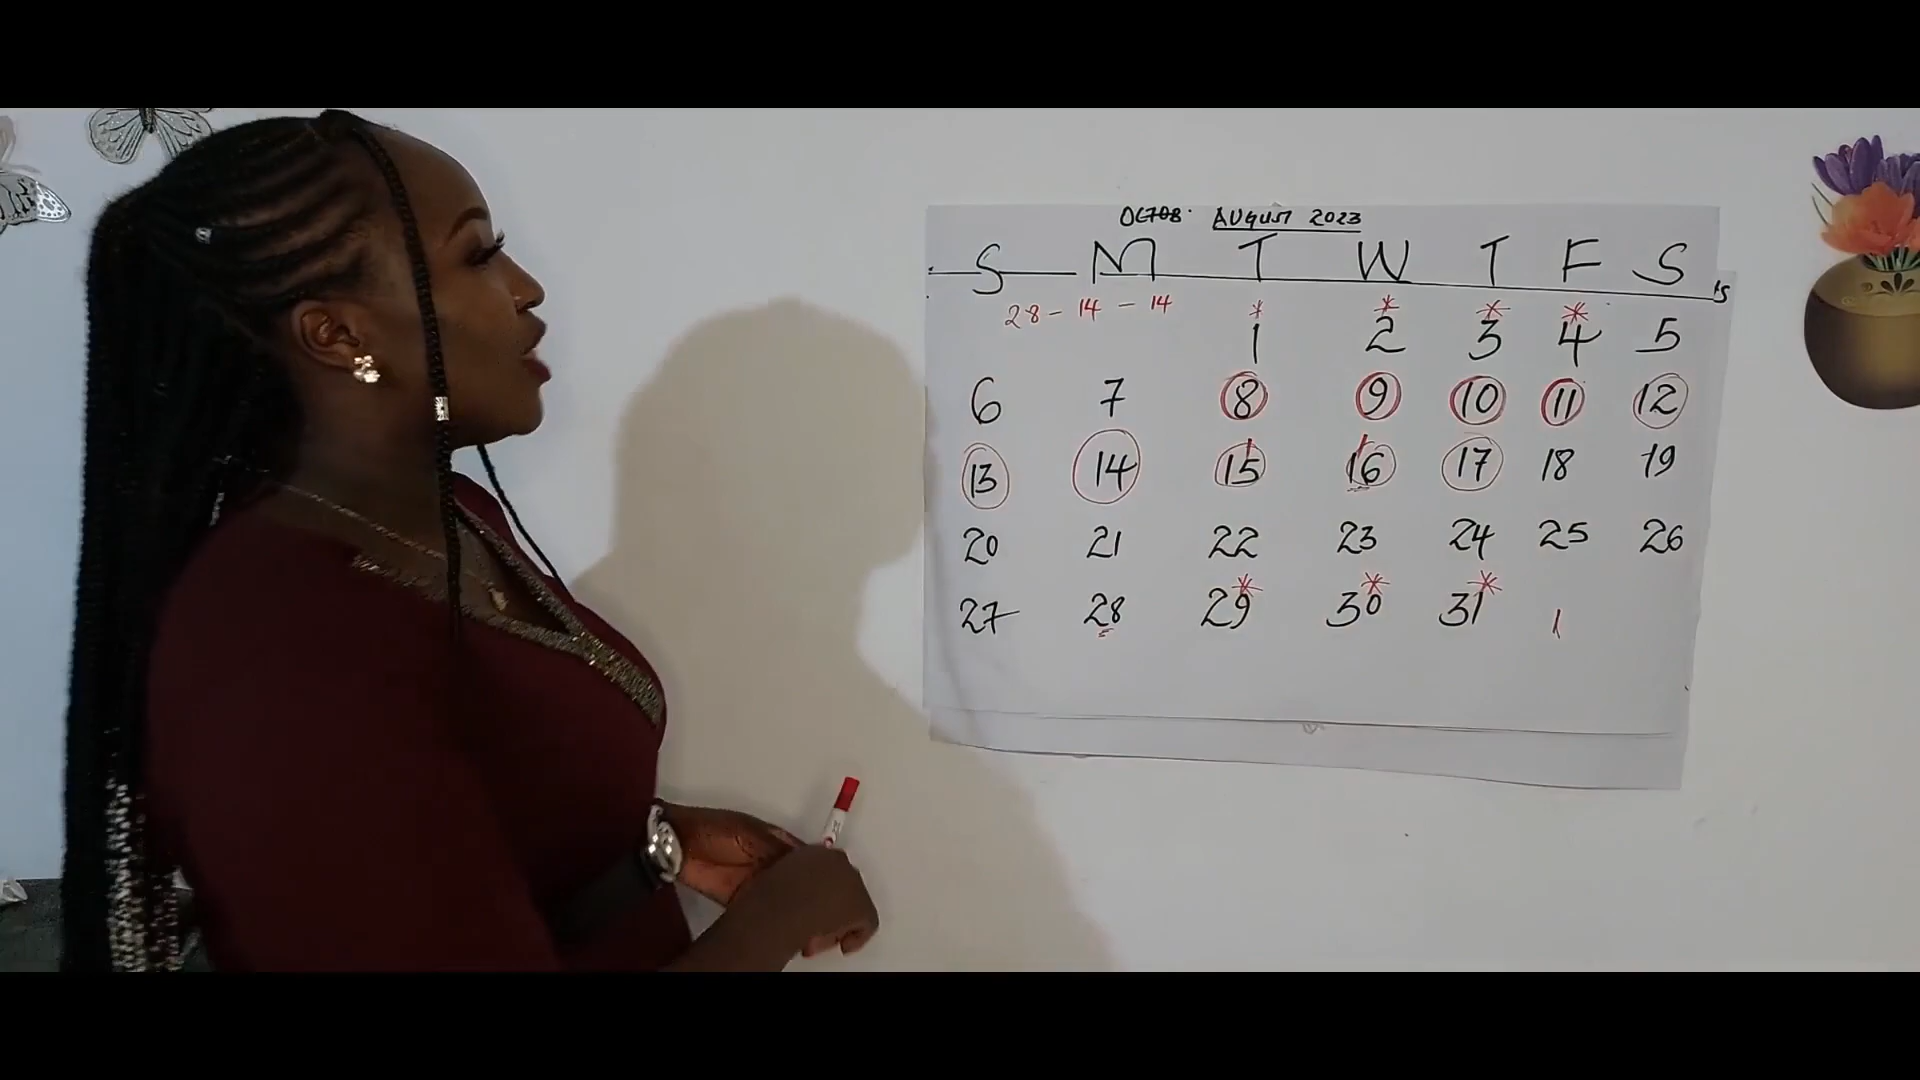 OCTOB. AUGUST 2023
S M T W T F S
28 - 14 - 14
* * * *
1 2 3 4 5
6 7 8 9 10 11 12
13 14 15 16 17 18 19
20 21 22 23 24 25 26
* * *
27 28 29 30 31 1